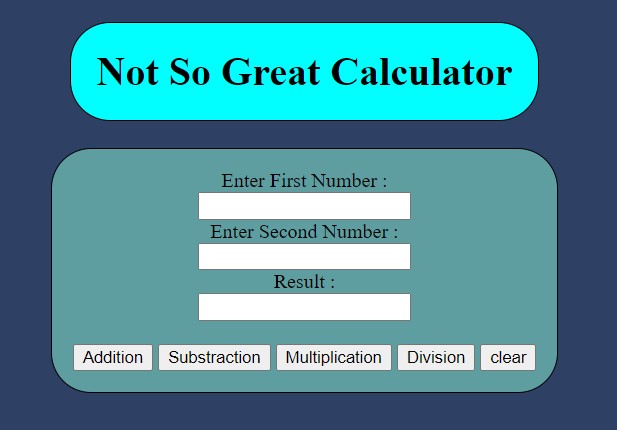 Not So Great Calculator
Enter First Number :
Enter Second Number :
Result :
Addition Substraction Multiplication Division clear